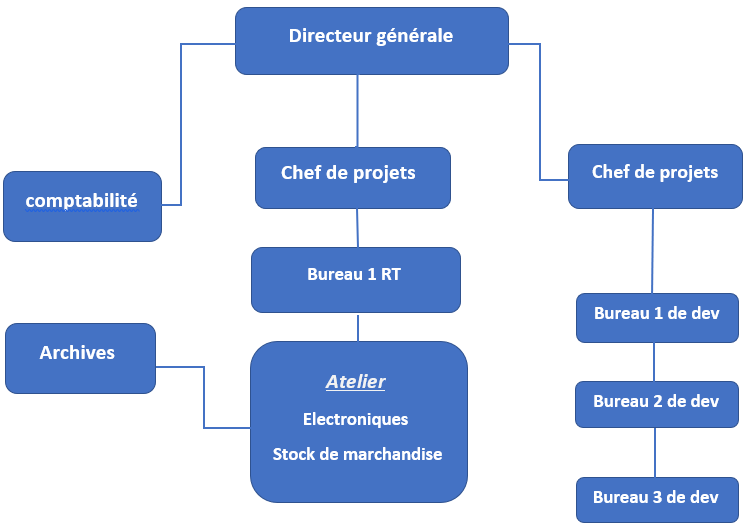 Directeur générale
Chef de projets
Chef de projets
comptabilité
Bureau 1 RT
Bureau 1 de dev
Archives
Atelier
Electroniques
Stock de marchandise
Bureau 2 de dev
Bureau 3 de dev